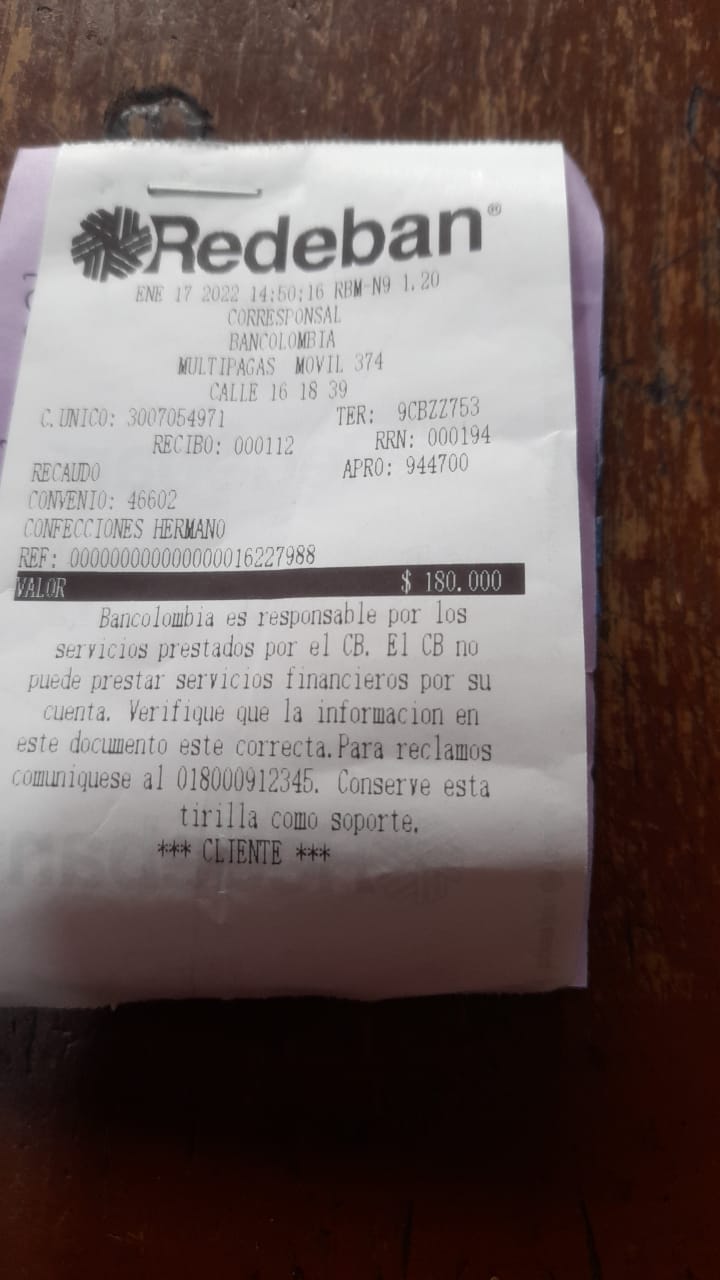 Redeban®
ENE 17 2022 14:50:16 RBM-N9 1.20
CORRESPONSAL
BANCOLOMBIA
MULTIPAGAS MOVIL 374
CALLE 16 18 39
C. UNICO: 3007054971 TER: 9CBZZ753
RECIBO: 000112 RRN: 000194
RECAUDO APRO: 944700
CONVENIO: 46602
CONFECCIONES HERMANO
REF: 000000000000000016227988
VALOR $ 180.000
Bancolombia es responsable por los
servicios prestados por el CB. El CB no
puede prestar servicios financieros por su
cuenta. Verifique que la informacion en
este documento este correcta.Para reclamos
comuniquese al 018000912345. Conserve esta
tirilla como soporte.
*** CLIENTE ***